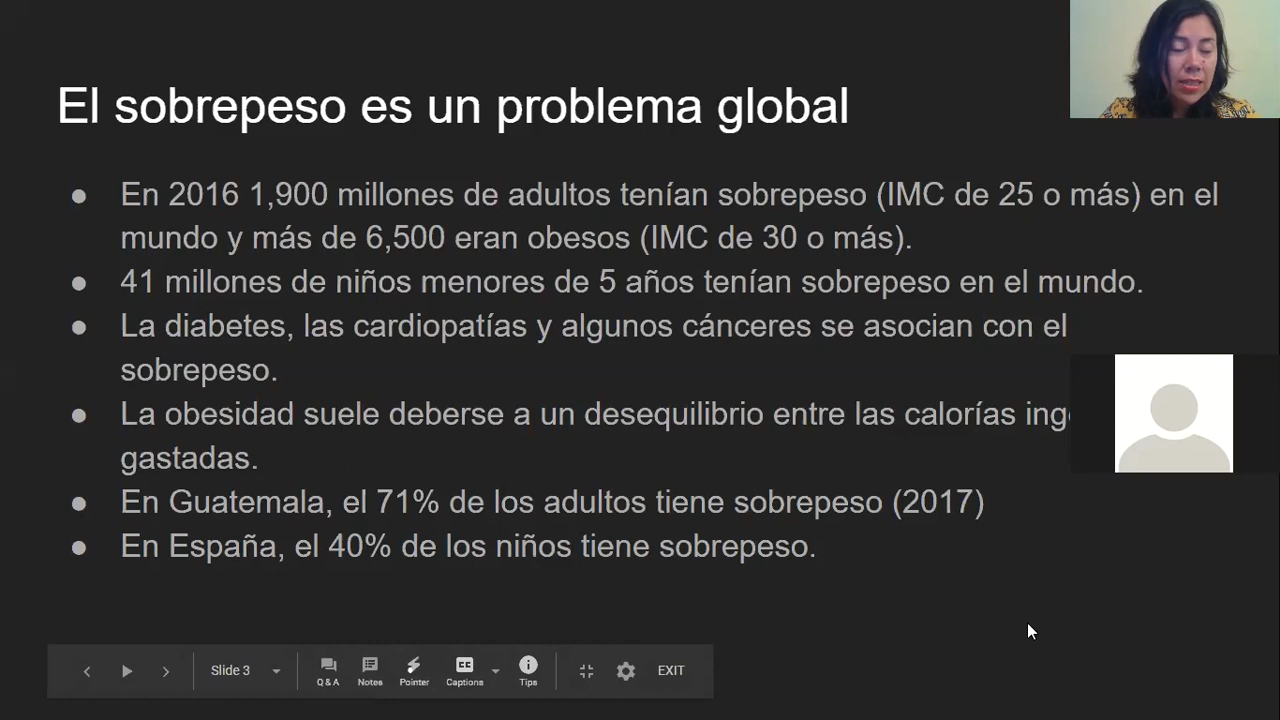 El sobrepeso es un problema global
● En 2016 1,900 millones de adultos tenían sobrepeso (IMC de 25 o más) en el
mundo y más de 6,500 eran obesos (IMC de 30 o más).
● 41 millones de niños menores de 5 años tenían sobrepeso en el mundo.
● La diabetes, las cardiopatías y algunos cánceres se asocian con el
sobrepeso.
● La obesidad suele deberse a un desequilibrio entre las calorías
gastadas.
● En Guatemala, el 71% de los adultos tiene sobrepeso (2017)
● En España, el 40% de los niños tiene sobrepeso.
Slide 3 Q & A Notes Pointer CC Captions Tips EXIT